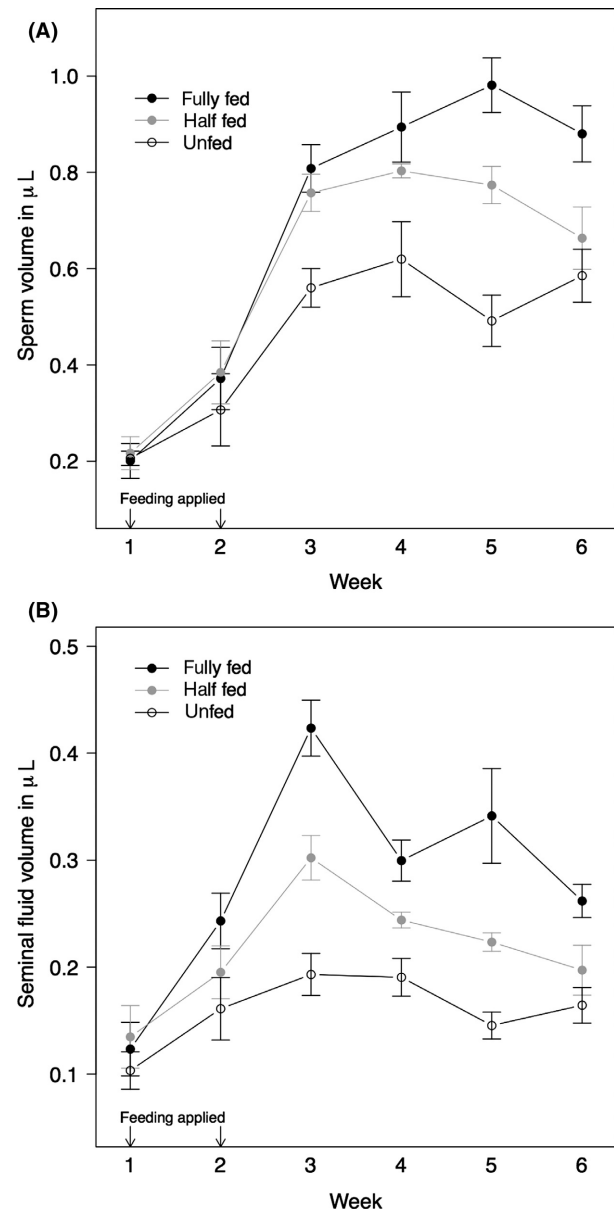 (A)
Fully fed
Half fed
Unfed
1.0
0.8
0.6
0.4
0.2
Sperm volume in μ L
Feeding applied
1 2 3 4 5 6
Week
(B)
Fully fed
Half fed
Unfed
0.5
0.4
0.3
0.2
0.1
Seminal fluid volume in μ L
Feeding applied
1 2 3 4 5 6
Week